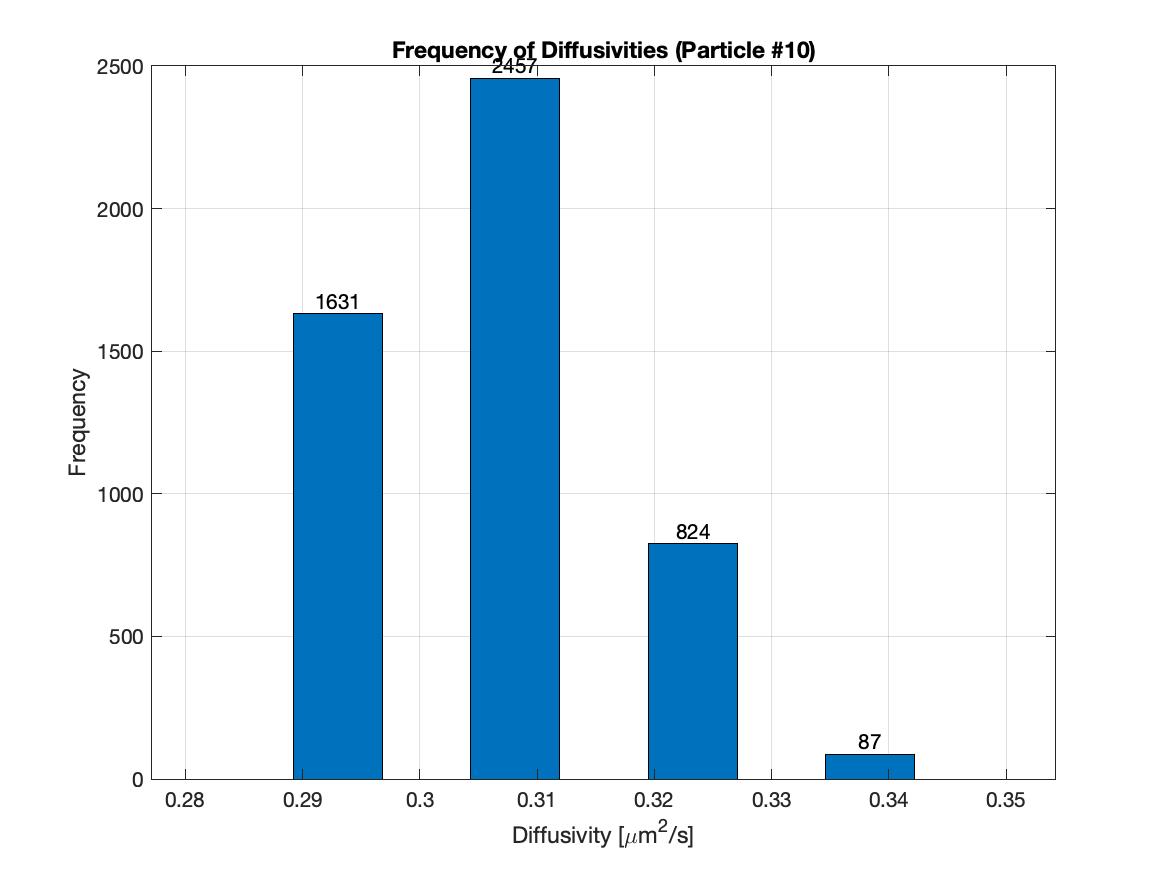 Frequency of Diffusivities (Particle #10)
2500
2457
2000
1631
1500
Frequency
1000
824
500
87
0
0.28 0.29 0.3 0.31 0.32 0.33 0.34 0.35
Diffusivity [μm²/s]